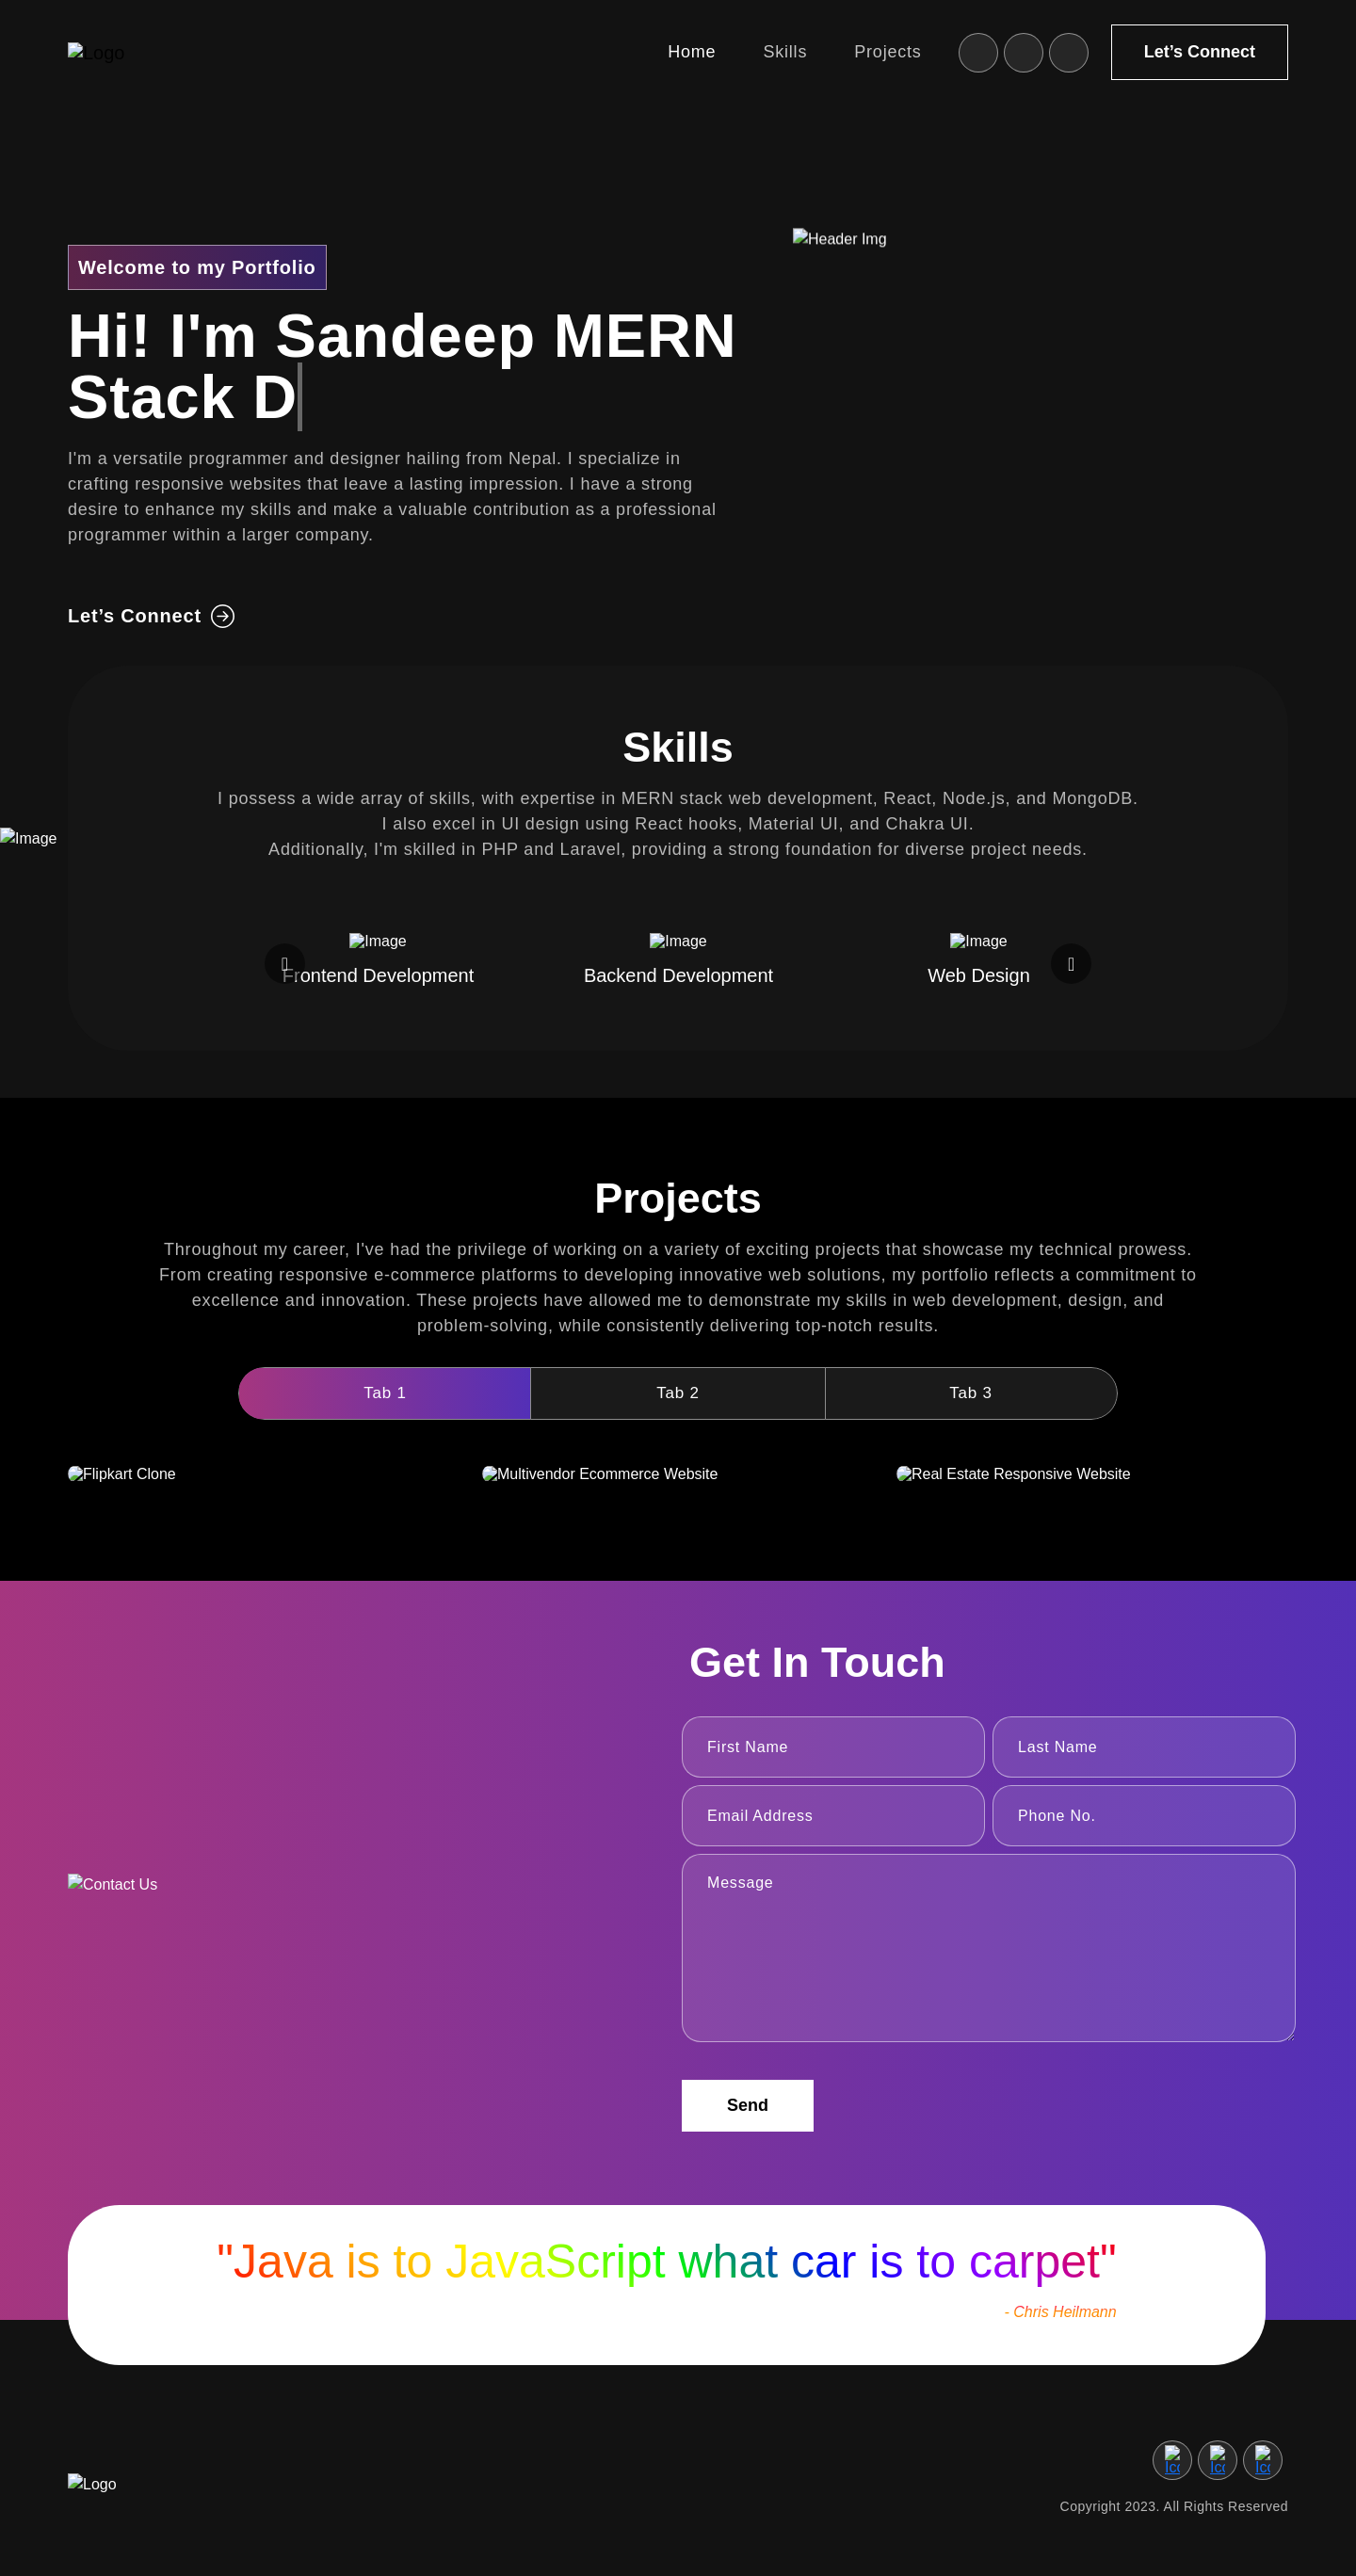 Logo
Home
Skills
Projects
Let’s Connect
Welcome to my Portfolio
Header Img
Hi! I'm Sandeep MERN
Stack D
I'm a versatile programmer and designer hailing from Nepal. I specialize in
crafting responsive websites that leave a lasting impression. I have a strong
desire to enhance my skills and make a valuable contribution as a professional
programmer within a larger company.
Let’s Connect
Skills
I possess a wide array of skills, with expertise in MERN stack web development, React, Node.js, and MongoDB.
I also excel in UI design using React hooks, Material UI, and Chakra UI.
Additionally, I'm skilled in PHP and Laravel, providing a strong foundation for diverse project needs.
Image
Image
Image
Image
Frontend Development
Backend Development
Web Design
Projects
Throughout my career, I've had the privilege of working on a variety of exciting projects that showcase my technical prowess.
From creating responsive e-commerce platforms to developing innovative web solutions, my portfolio reflects a commitment to
excellence and innovation. These projects have allowed me to demonstrate my skills in web development, design, and
problem-solving, while consistently delivering top-notch results.
Tab 1
Tab 2
Tab 3
Flipkart Clone
Multivendor Ecommerce Website
Real Estate Responsive Website
Get In Touch
First Name
Last Name
Email Address
Phone No.
Message
Contact Us
Send
"Java is to JavaScript what car is to carpet"
- Chris Heilmann
Logo
Copyright 2023. All Rights Reserved